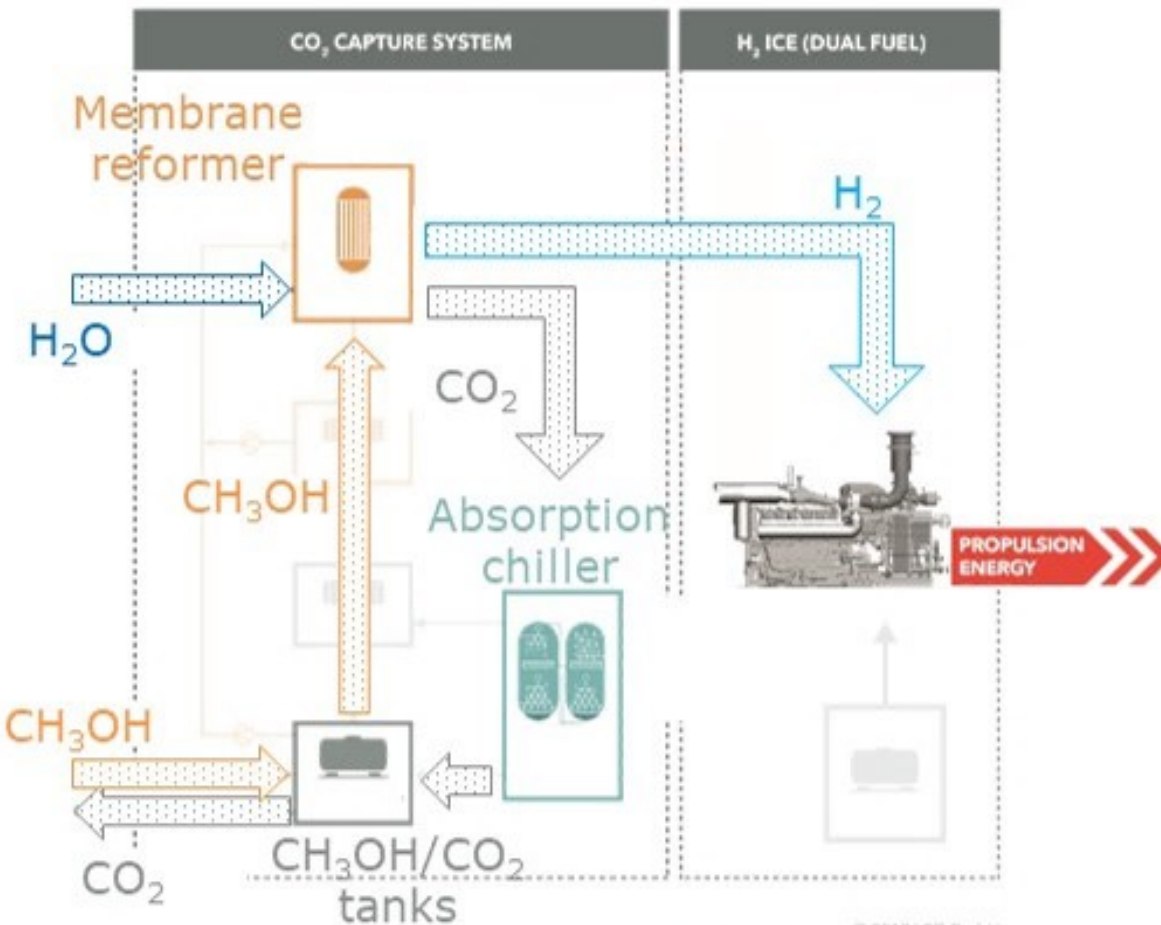 CO₂ CAPTURE SYSTEM
H₂ ICE (DUAL FUEL)
Membrane
reformer
H₂
H₂O
CO₂
CH₃OH
Absorption
chiller
PROPULSION
ENERGY
CH₃OH
CO₂
CH₃OH/CO₂
tanks